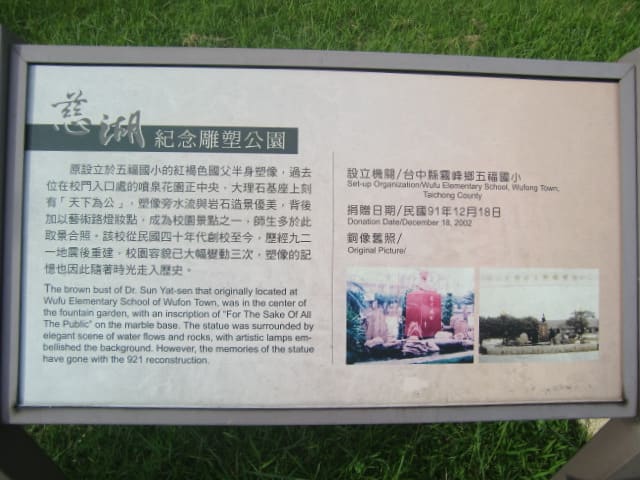 慈湖 紀念雕塑公園
原設立於五福國小的紅褐色國父半身塑像，過去
位在校門入口處的噴泉花園正中央，大理石基座上刻
有「天下為公」，塑像旁水流與岩石造景優美，背後
加以藝術路燈妝點，成為校園景點之一，師生多於此
取景合照。該校從民國四十年代創校至今，歷經九二
一地震後重建，校園容貌已大幅變動三次，塑像的記
憶也因此隨著時光走入歷史。
The brown bust of Dr. Sun Yat-sen that originally located at
Wufu Elementary School of Wufon Town, was in the center of
the fountain garden, with an inscription of "For The Sake Of All
The Public" on the marble base. The statue was surrounded by
elegant scene of water flows and rocks, with artistic lamps em-
bellished the background. However, the memories of the statue
have gone with the 921 reconstruction.
設立機關/台中縣霧峰鄉五福國小
Set-up Organization/Wufu Elementary School, Wufong Town,
Taichong County
捐贈日期/民國91年12月18日
Donation Date/December 18, 2002
銅像舊照/
Original Picture/